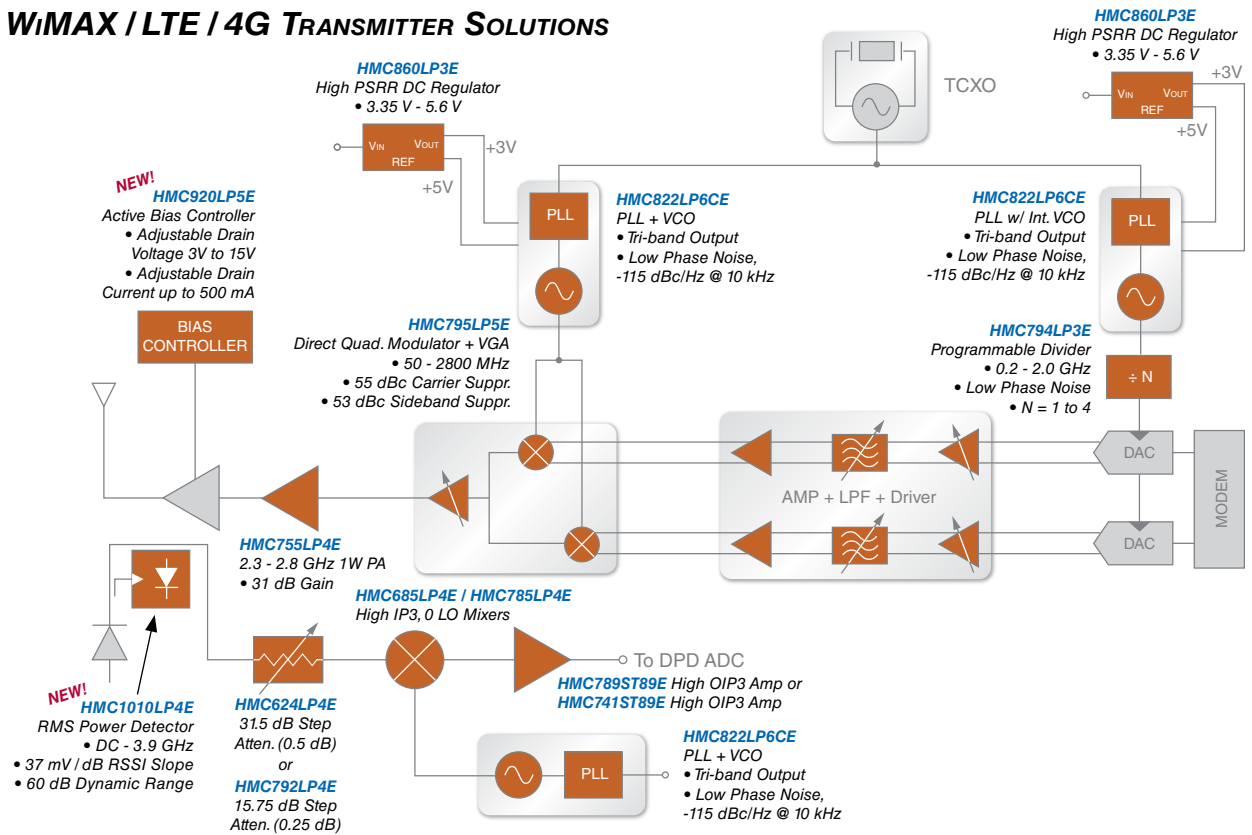 WiMAX / LTE / 4G Transmitter Solutions
HMC860LP3E
High PSRR DC Regulator
• 3.35 V - 5.6 V
VIN
VOUT
REF
+3V
+5V
TCXO
HMC860LP3E
High PSRR DC Regulator
• 3.35 V - 5.6 V
VIN
VOUT
REF
+3V
+5V
NEW!
HMC920LP5E
Active Bias Controller
• Adjustable Drain
Voltage 3V to 15V
• Adjustable Drain
Current up to 500 mA
BIAS
CONTROLLER
PLL
HMC822LP6CE
PLL + VCO
• Tri-band Output
• Low Phase Noise,
-115 dBc/Hz @ 10 kHz
HMC822LP6CE
PLL w/ Int. VCO
• Tri-band Output
• Low Phase Noise,
-115 dBc/Hz @ 10 kHz
PLL
HMC795LP5E
Direct Quad. Modulator + VGA
• 50 - 2800 MHz
• 55 dBc Carrier Suppr.
• 53 dBc Sideband Suppr.
HMC794LP3E
Programmable Divider
• 0.2 - 2.0 GHz
• Low Phase Noise
• N = 1 to 4
÷ N
AMP + LPF + Driver
DAC
DAC
MODEM
HMC755LP4E
2.3 - 2.8 GHz 1W PA
• 31 dB Gain
HMC685LP4E / HMC785LP4E
High IP3, 0 LO Mixers
To DPD ADC
HMC789ST89E High OIP3 Amp or
HMC741ST89E High OIP3 Amp
NEW!
HMC1010LP4E
RMS Power Detector
• DC - 3.9 GHz
• 37 mV / dB RSSI Slope
• 60 dB Dynamic Range
HMC624LP4E
31.5 dB Step
Atten. (0.5 dB)
or
HMC792LP4E
15.75 dB Step
Atten. (0.25 dB)
PLL
HMC822LP6CE
PLL + VCO
• Tri-band Output
• Low Phase Noise,
-115 dBc/Hz @ 10 kHz